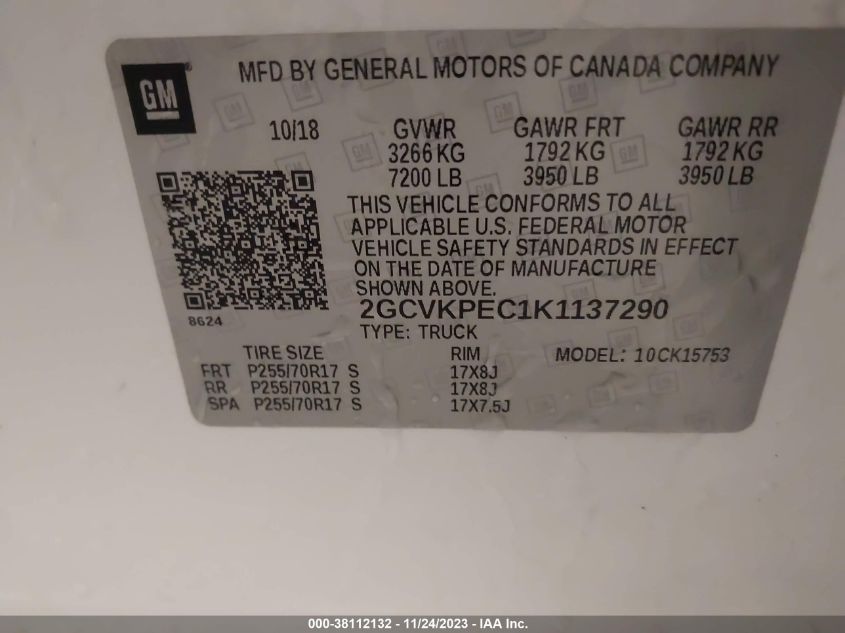 GM
MFD BY GENERAL MOTORS OF CANADA COMPANY
10/18 GVWR GAWR FRT GAWR RR
3266 KG 1792 KG 1792 KG
7200 LB 3950 LB 3950 LB
THIS VEHICLE CONFORMS TO ALL
APPLICABLE U.S. FEDERAL MOTOR
VEHICLE SAFETY STANDARDS IN EFFECT
ON THE DATE OF MANUFACTURE
SHOWN ABOVE.
8624
2GCVKPEC1K1137290
TYPE: TRUCK
TIRE SIZE RIM MODEL: 10CK15753
FRT P255/70R17 S 17X8J
RR P255/70R17 S 17X8J
SPA P255/70R17 S 17X7.5J
000-38112132 - 11/24/2023 - IAA Inc.